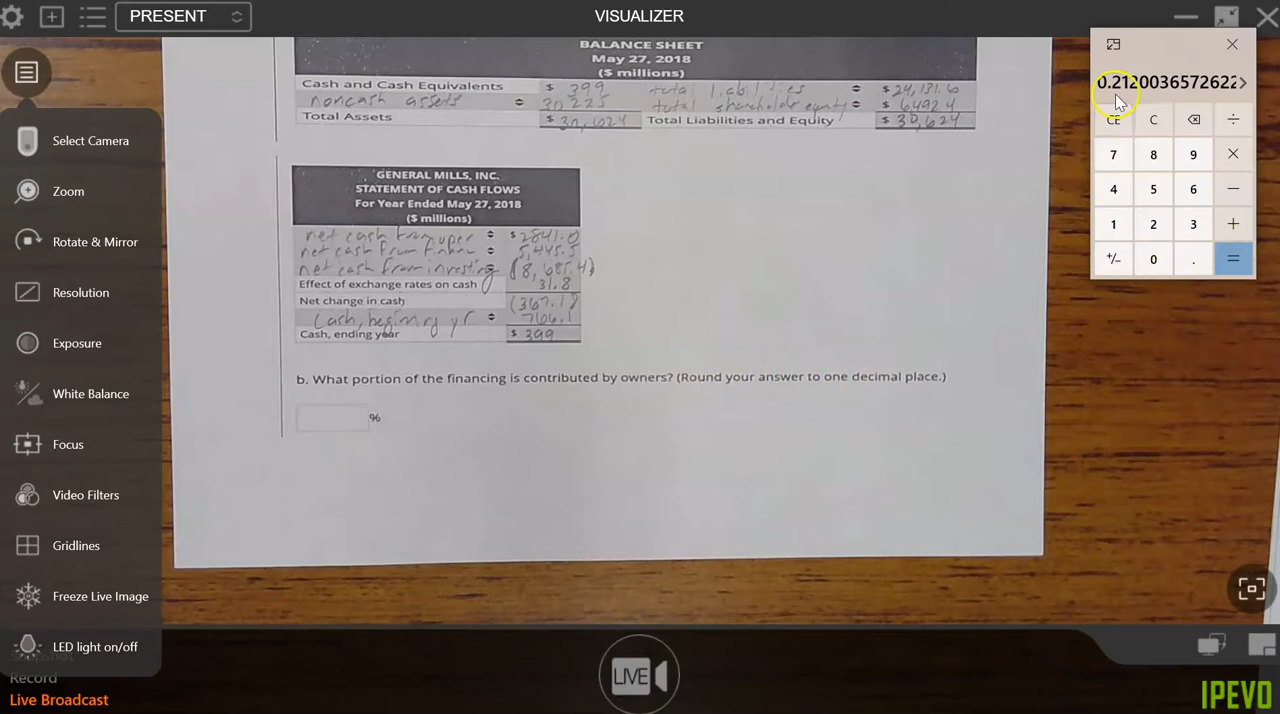 PRESENT
VISUALIZER
BALANCE SHEET
May 27, 2018
($ millions)
Cash and Cash Equivalents $ 399 total liabilities $24,131.6
noncash assets 30225 total shareholder equity $ 6492.4
Total Assets $ 30,624 Total Liabilities and Equity $ 30,624
GENERAL MILLS, INC.
STATEMENT OF CASH FLOWS
For Year Ended May 27, 2018
($ millions)
net cash from oper $2841.0
net cash from financ 5,445.5
net cash from investing (8,685.4)
Effect of exchange rates on cash 31.8
Net change in cash (367.1)
Cash, beginning yr 766.1
Cash, ending year $ 399
b. What portion of the financing is contributed by owners? (Round your answer to one decimal place.)
%
Select Camera
Zoom
Rotate & Mirror
Resolution
Exposure
White Balance
Focus
Video Filters
Gridlines
Freeze Live Image
LED light on/off
Record
Live Broadcast
LIVE
IPEVO
0.2120036572622
CE C ⌫ ÷
7 8 9 ×
4 5 6 −
1 2 3 +
+/− 0 . =